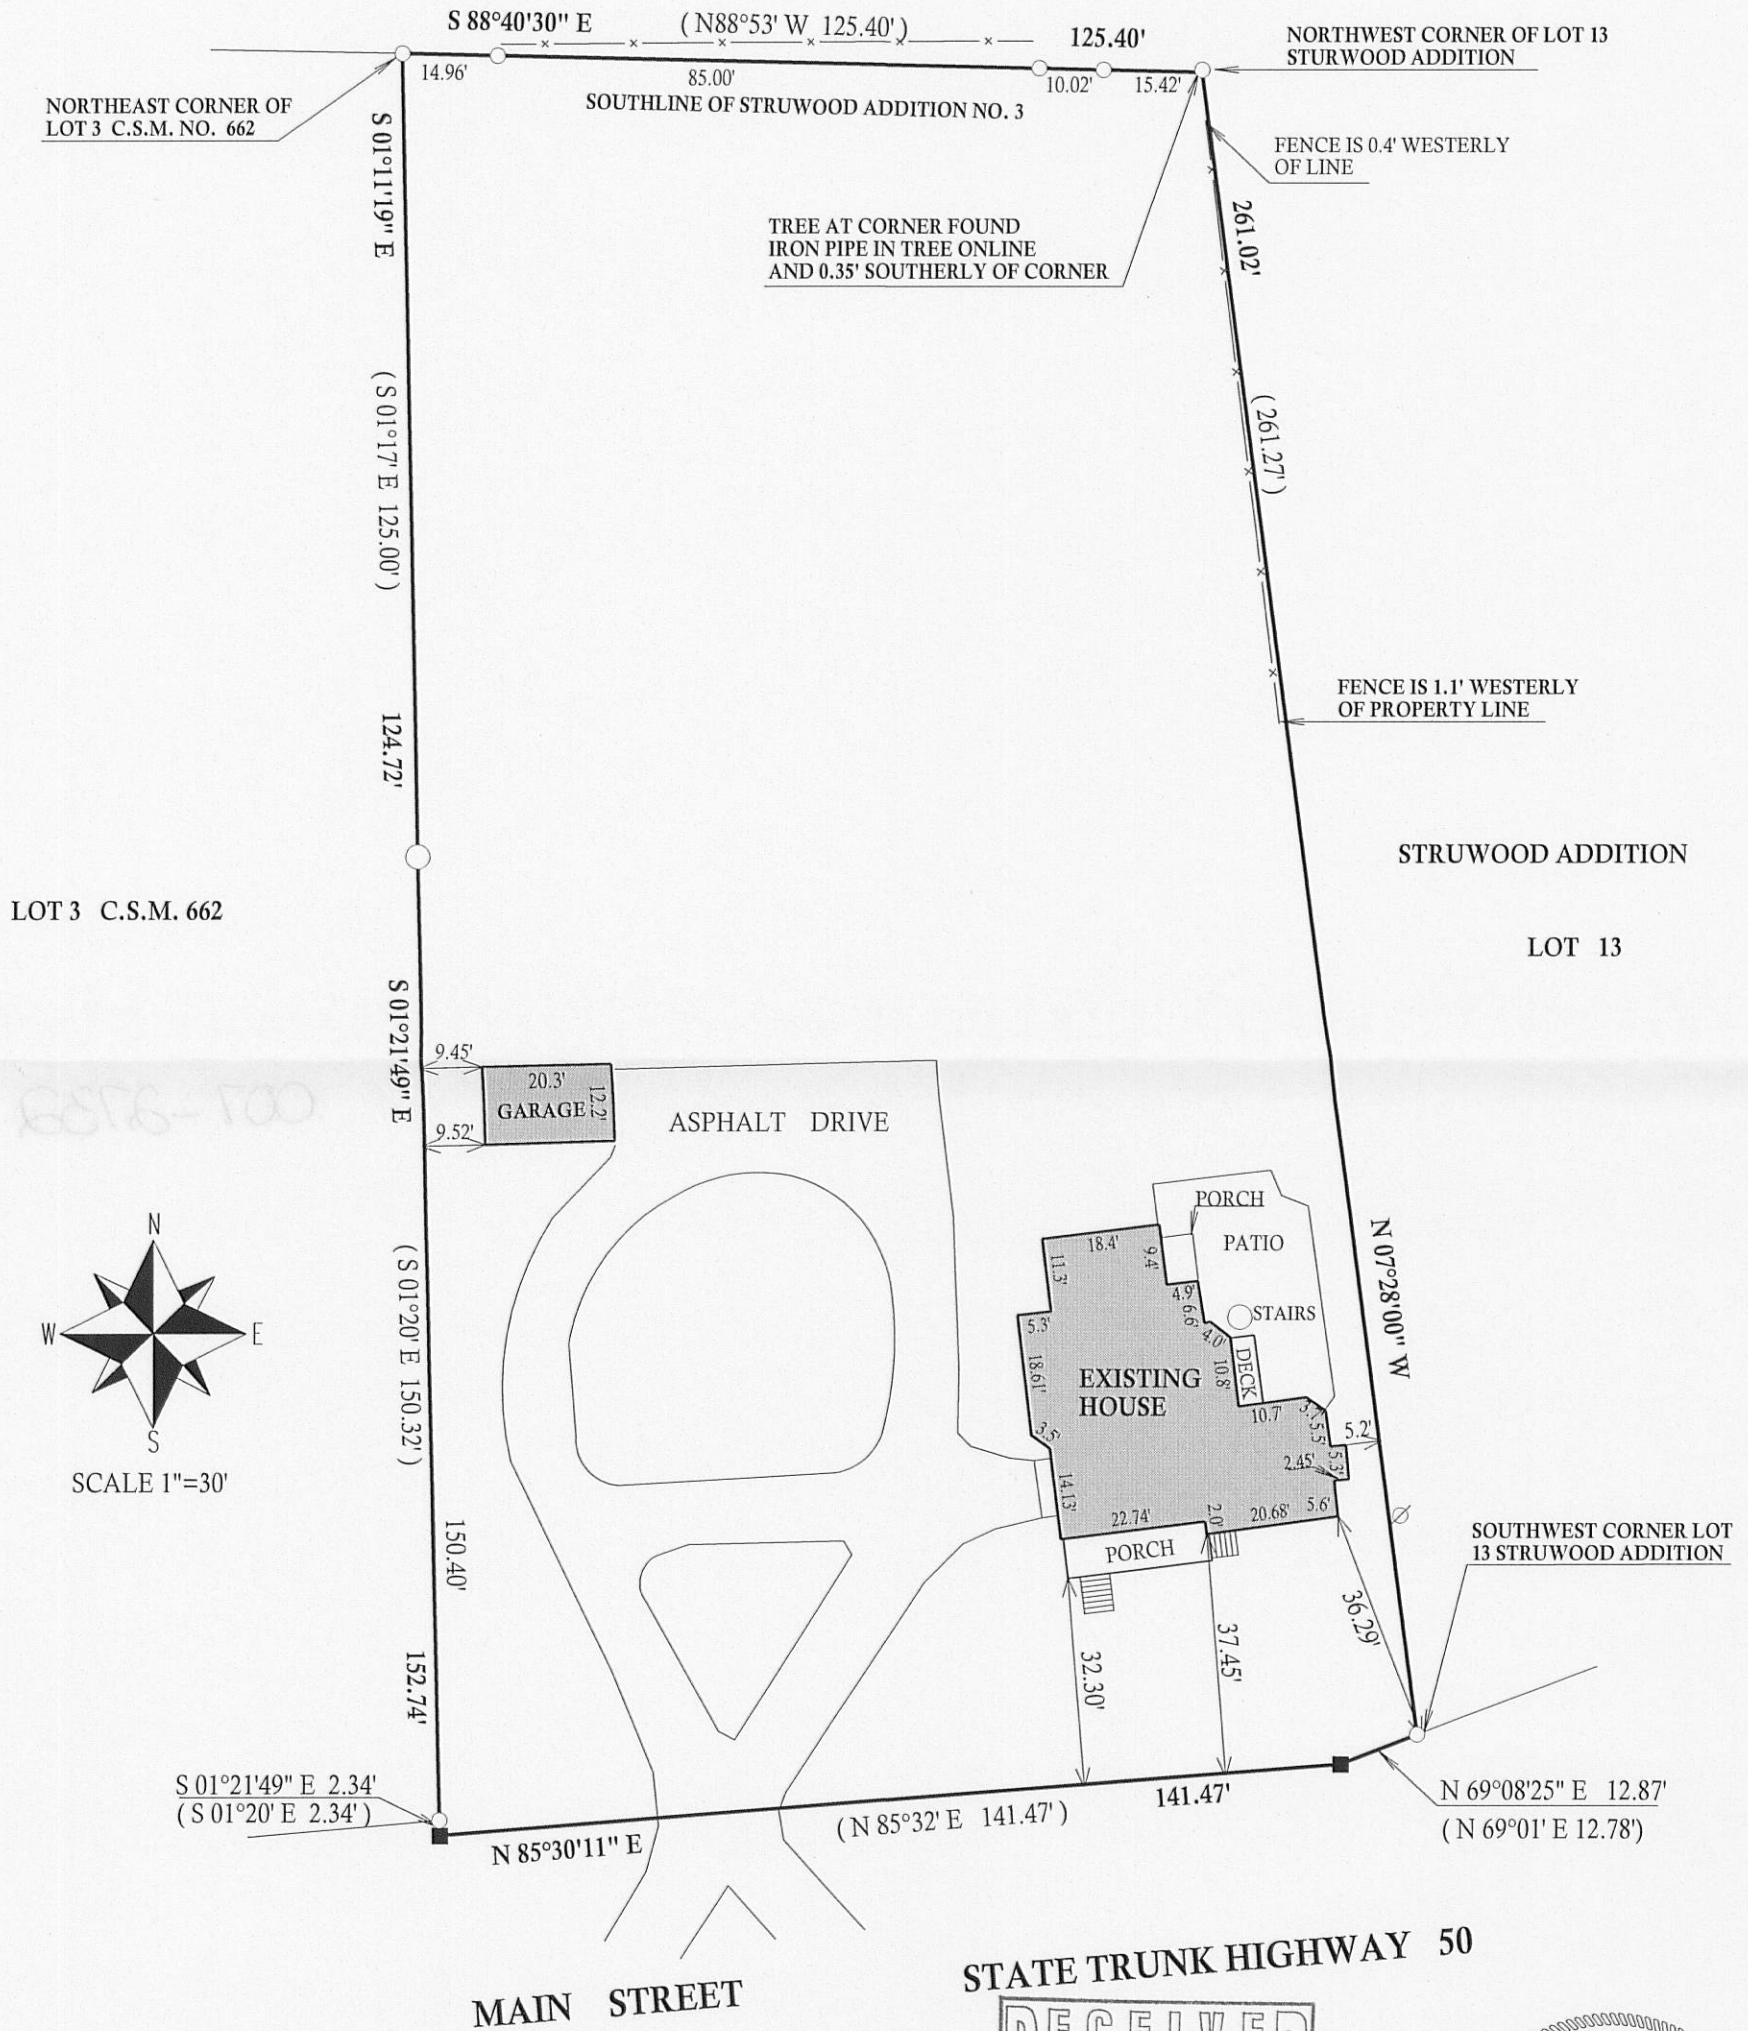 S 88°40'30" E
( N88°53' W 125.40' )
125.40'
NORTHWEST CORNER OF LOT 13
STURWOOD ADDITION
14.96'
85.00'
10.02'
15.42'
SOUTHLINE OF STRUWOOD ADDITION NO. 3
NORTHEAST CORNER OF
LOT 3 C.S.M. NO. 662
S 01°11'19" E
FENCE IS 0.4' WESTERLY
OF LINE
TREE AT CORNER FOUND
IRON PIPE IN TREE ONLINE
AND 0.35' SOUTHERLY OF CORNER
261.02'
( S 01°17' E 125.00' )
( 261.27' )
124.72'
FENCE IS 1.1' WESTERLY
OF PROPERTY LINE
STRUWOOD ADDITION
LOT 3 C.S.M. 662
LOT 13
S 01°21'49" E
9.45'
20.3'
12.2'
GARAGE
9.52'
ASPHALT DRIVE
007-2732
N
W
E
S
SCALE 1"=30'
( S 01°20' E 150.32' )
PORCH
PATIO
18.4'
9.4'
11.3'
4.9'
6.6'
STAIRS
5.3'
4.0'
18.61'
10.8'
DECK
EXISTING
HOUSE
10.7'
3.7'
5.5'
5.2'
3.5'
2.45'
5.3'
14.13'
22.74'
2.0'
20.68'
5.6'
PORCH
N 07°28'00" W
SOUTHWEST CORNER LOT
13 STRUWOOD ADDITION
150.40'
36.29'
37.45'
32.30'
152.74'
S 01°21'49" E 2.34'
( S 01°20' E 2.34' )
N 69°08'25" E 12.87'
( N 69°01' E 12.78')
141.47'
( N 85°32' E 141.47' )
N 85°30'11" E
STATE TRUNK HIGHWAY 50
MAIN STREET
RECEIVED